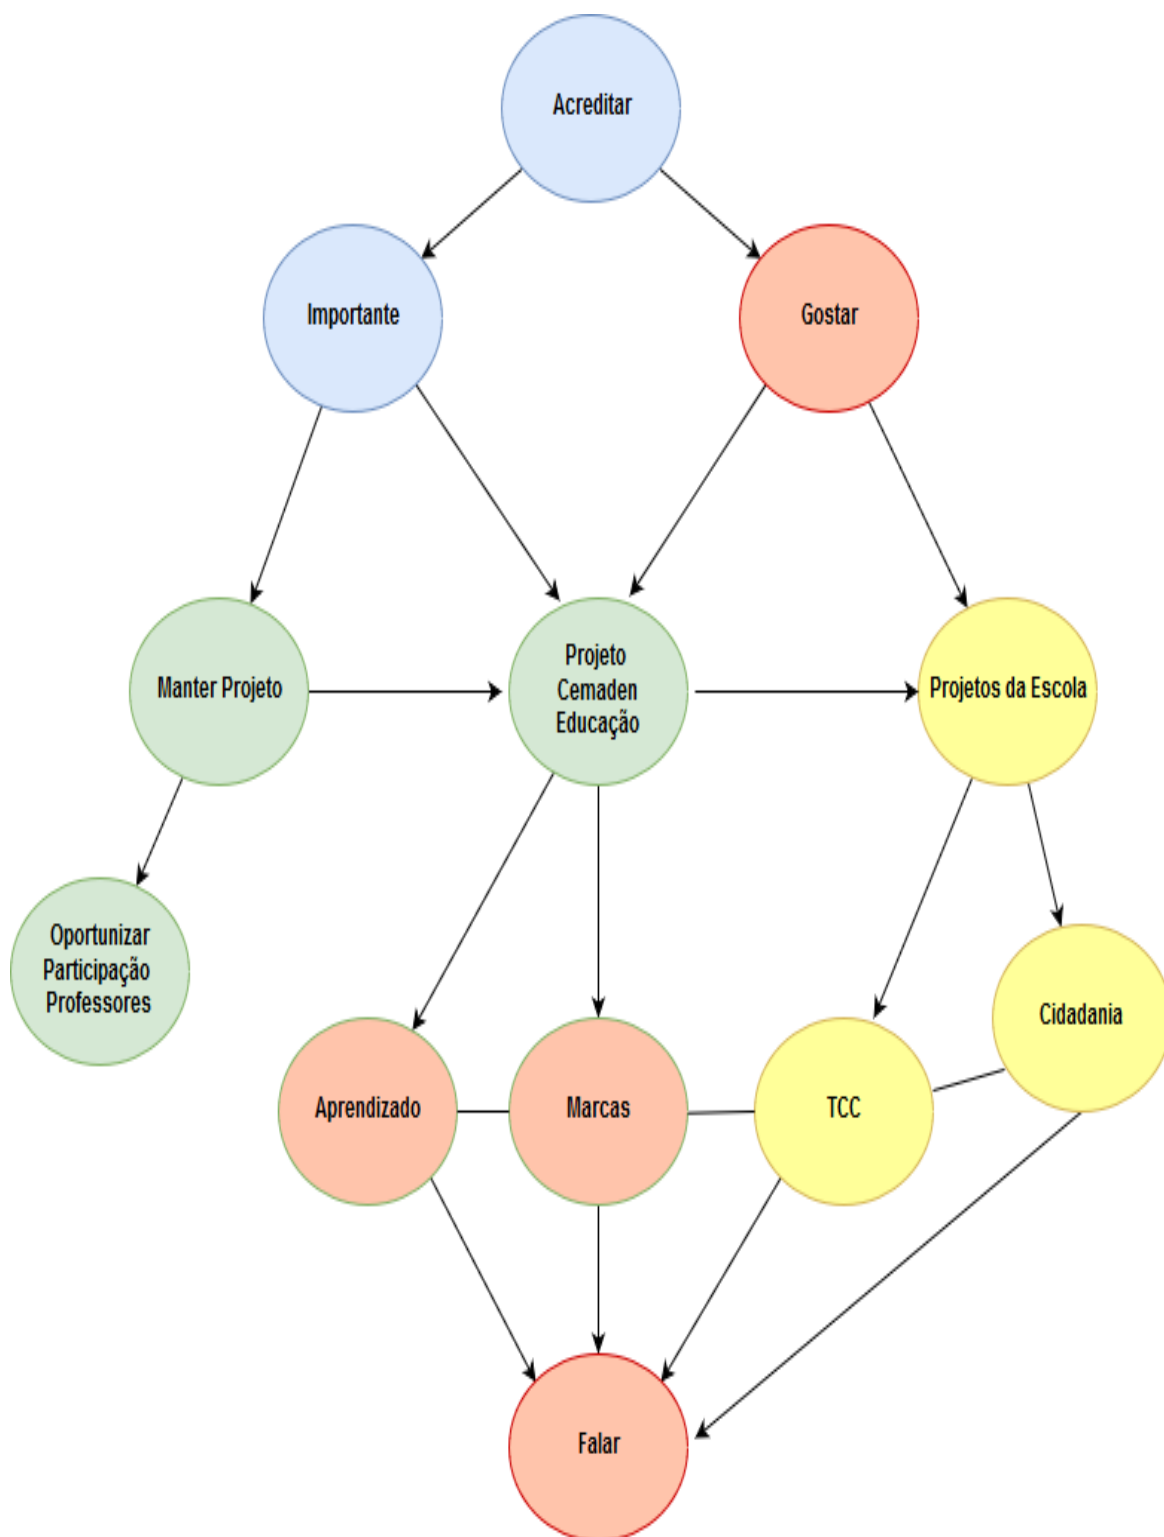 Acreditar
Importante
Gostar
Manter Projeto
Projeto
Cemaden
Educação
Projetos da Escola
Oportunizar
Participação
Professores
Cidadania
Aprendizado
Marcas
TCC
Falar